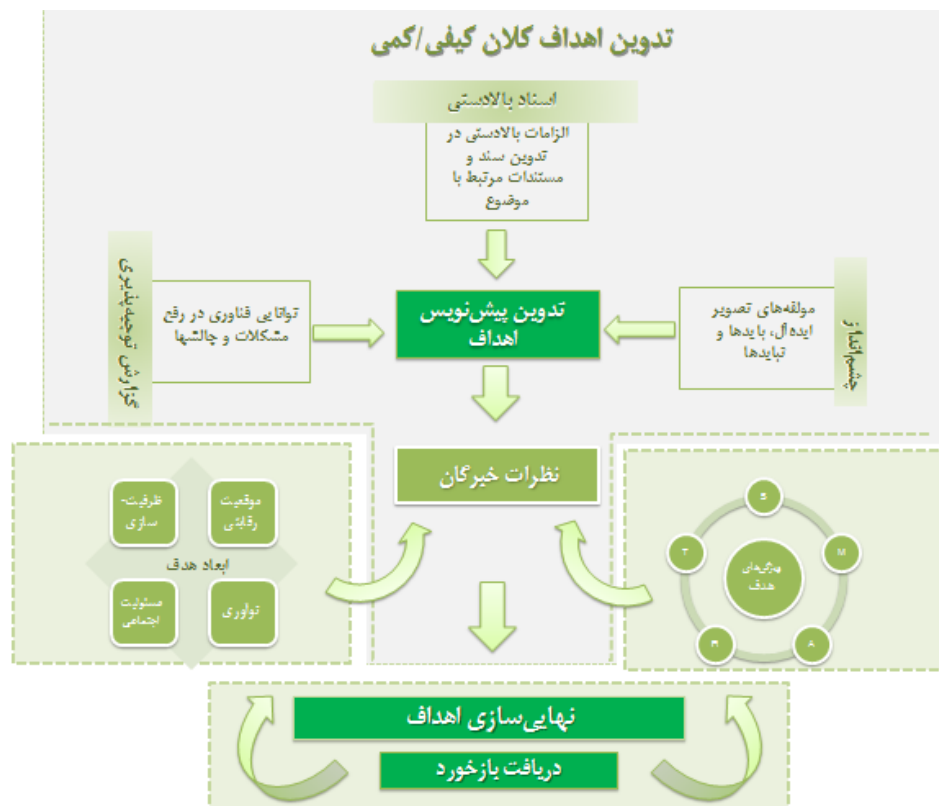 تدوین اهداف کلان کیفی/کمی
اسناد بالادستی
الزامات بالادستی در
تدوین سند و
مستندات مرتبط با
موضوع
چشم‌انداز
مولفه‌های تصویر
ایده‌آل، بایدها و
نبایدها
تدوین پیش‌نویس
اهداف
توانایی فناوری در رفع
مشکلات و چالشها
گزارش توجیه‌پذیری
نظرات خبرگان
S
M
A
R
T
ویژگی‌های
هدف
موقعیت
رقابتی
ظرفیت-
سازی
ابعاد هدف
نوآوری
مسئولیت
اجتماعی
نهایی‌سازی اهداف
دریافت بازخورد